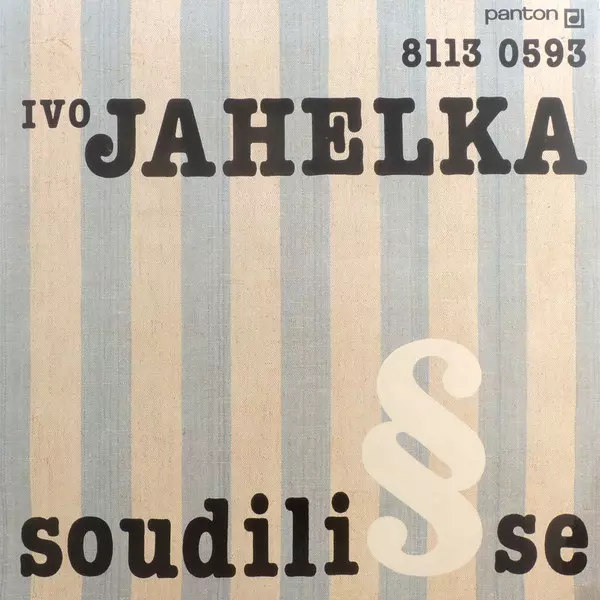 panton
8113 0593
IVO JAHELKA
soudili § se